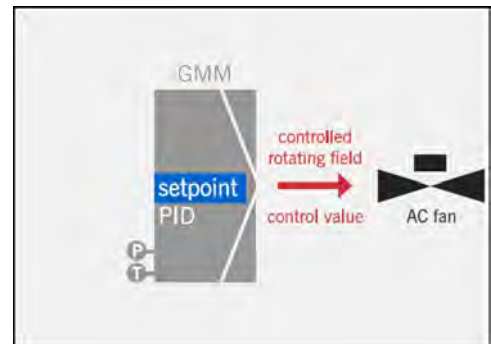 GMM
controlled
rotating field
setpoint
PID
control value
AC fan
P
T